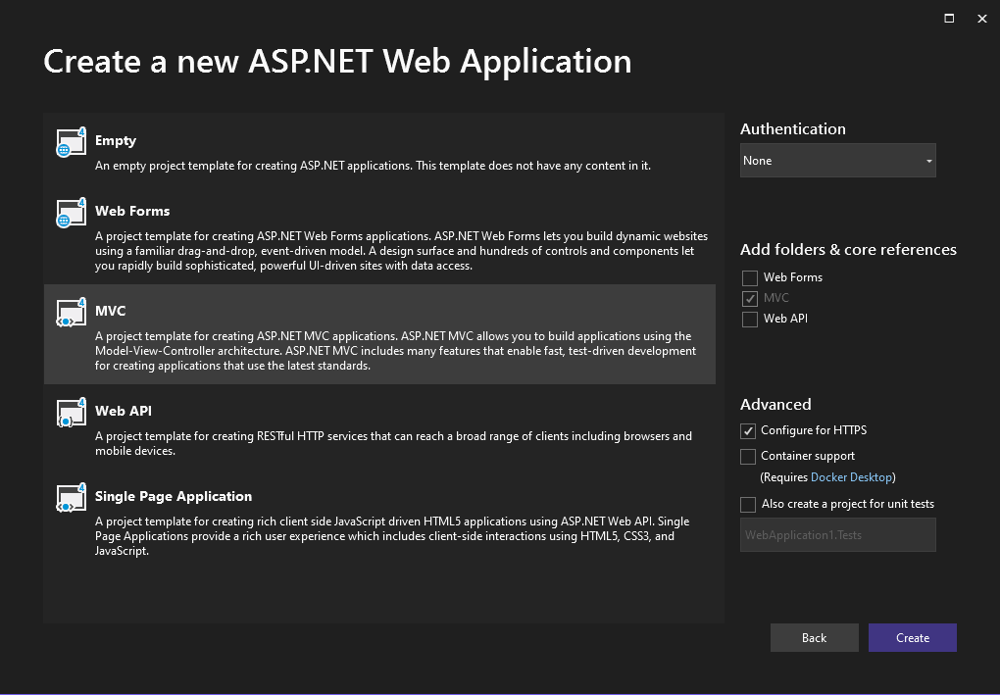 Create a new ASP.NET Web Application
4
Empty
An empty project template for creating ASP.NET applications. This template does not have any content in it.
4
Web Forms
A project template for creating ASP.NET Web Forms applications. ASP.NET Web Forms lets you build dynamic websites
using a familiar drag-and-drop, event-driven model. A design surface and hundreds of controls and components let
you rapidly build sophisticated, powerful UI-driven sites with data access.
4
MVC
A project template for creating ASP.NET MVC applications. ASP.NET MVC allows you to build applications using the
Model-View-Controller architecture. ASP.NET MVC includes many features that enable fast, test-driven development
for creating applications that use the latest standards.
4
Web API
A project template for creating RESTful HTTP services that can reach a broad range of clients including browsers and
mobile devices.
4
Single Page Application
A project template for creating rich client side JavaScript driven HTML5 applications using ASP.NET Web API. Single
Page Applications provide a rich user experience which includes client-side interactions using HTML5, CSS3, and
JavaScript.
Authentication
None
Add folders & core references
Web Forms
MVC
Web API
Advanced
Configure for HTTPS
Container support
(Requires Docker Desktop)
Also create a project for unit tests
WebApplication1.Tests
Back
Create